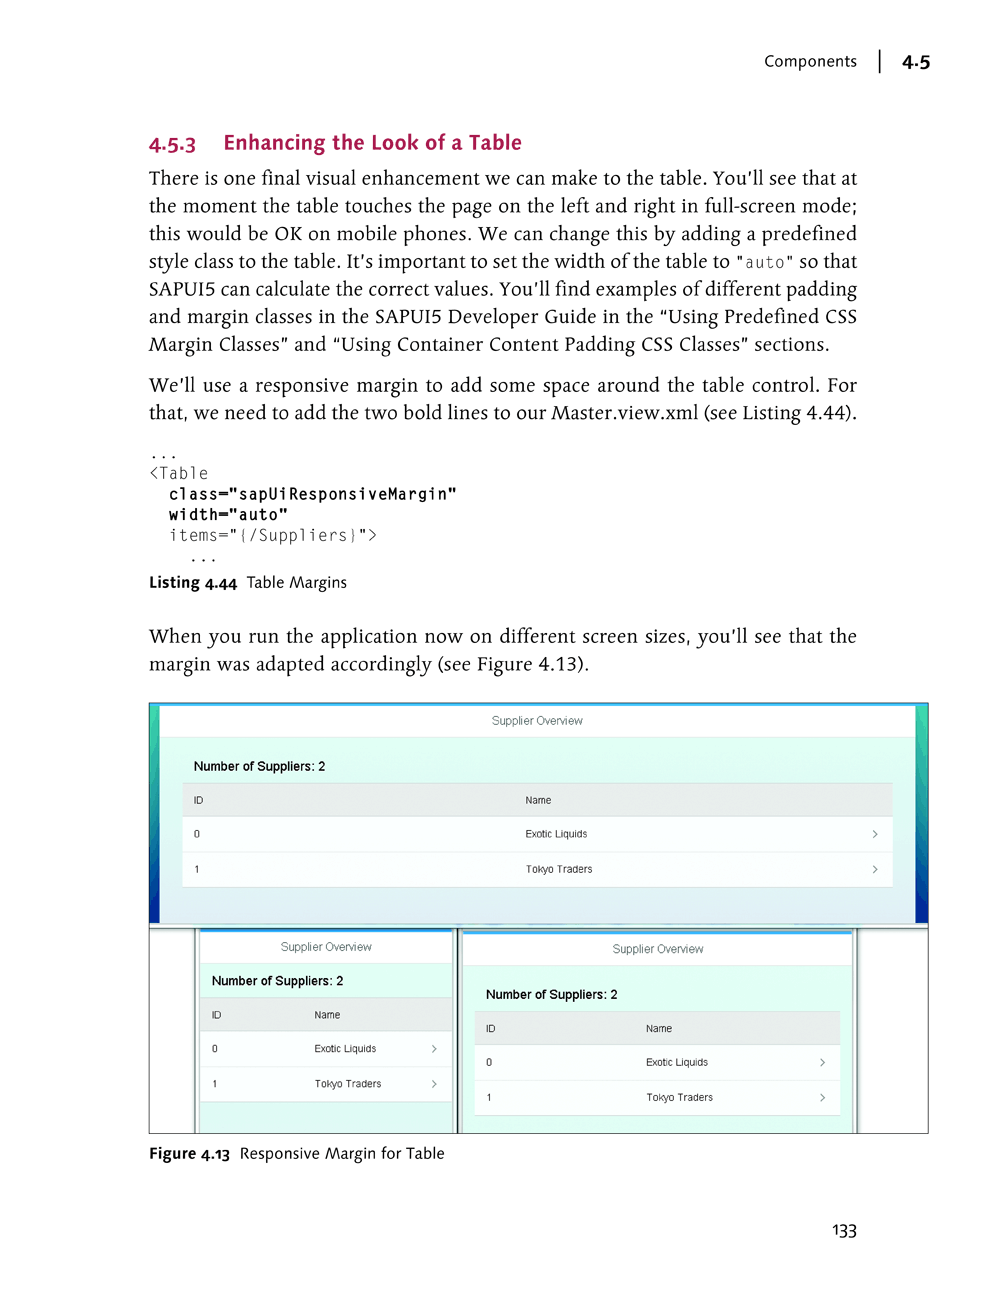 Components | 4.5
4.5.3 Enhancing the Look of a Table
There is one final visual enhancement we can make to the table. You'll see that at
the moment the table touches the page on the left and right in full-screen mode;
this would be OK on mobile phones. We can change this by adding a predefined
style class to the table. It's important to set the width of the table to "auto" so that
SAPUI5 can calculate the correct values. You'll find examples of different padding
and margin classes in the SAPUI5 Developer Guide in the “Using Predefined CSS
Margin Classes” and “Using Container Content Padding CSS Classes” sections.
We'll use a responsive margin to add some space around the table control. For
that, we need to add the two bold lines to our Master.view.xml (see Listing 4.44).
...
<Table
class="sapUiResponsiveMargin"
width="auto"
items="{/Suppliers}">
...
Listing 4.44 Table Margins
When you run the application now on different screen sizes, you'll see that the
margin was adapted accordingly (see Figure 4.13).
Supplier Overview
Number of Suppliers: 2
ID Name
0 Exotic Liquids >
1 Tokyo Traders >
Supplier Overview
Number of Suppliers: 2
ID Name
0 Exotic Liquids >
1 Tokyo Traders >
Supplier Overview
Number of Suppliers: 2
ID Name
0 Exotic Liquids >
1 Tokyo Traders >
Figure 4.13 Responsive Margin for Table
133